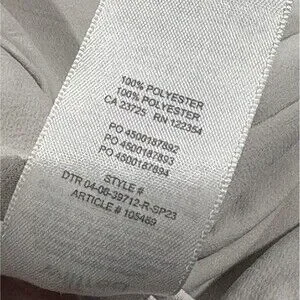 100% POLYESTER
100% POLYESTER
CA 23725 RN 122354
PO 4500187892
PO 4500187893
PO 4500187894
STYLE #
DTR 04-06-39712-R-SP23
ARTICLE # 105469